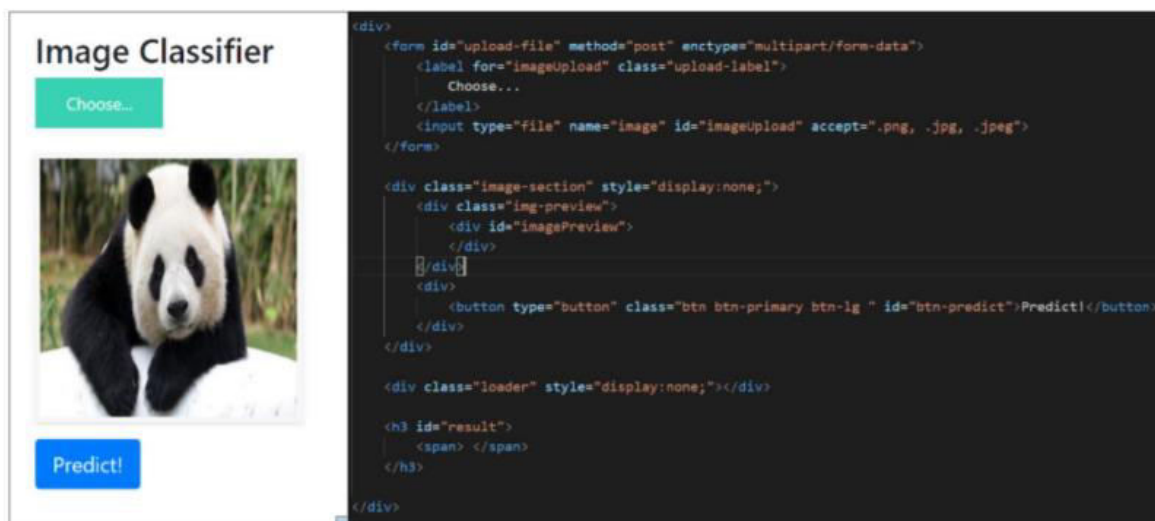 Image Classifier
Choose...
Predict!
<div>
    <form id="upload-file" method="post" enctype="multipart/form-data">
        <label for="imageUpload" class="upload-label">
            Choose...
        </label>
        <input type="file" name="image" id="imageUpload" accept=".png, .jpg, .jpeg">
    </form>
    <div class="image-section" style="display:none;">
        <div class="img-preview">
            <div id="imagePreview">
            </div>
        </div>
        <div>
            <button type="button" class="btn btn-primary btn-lg " id="btn-predict">Predict!</button>
        </div>
    </div>
    <div class="loader" style="display:none;"></div>
    <h3 id="result">
        <span> </span>
    </h3>
</div>